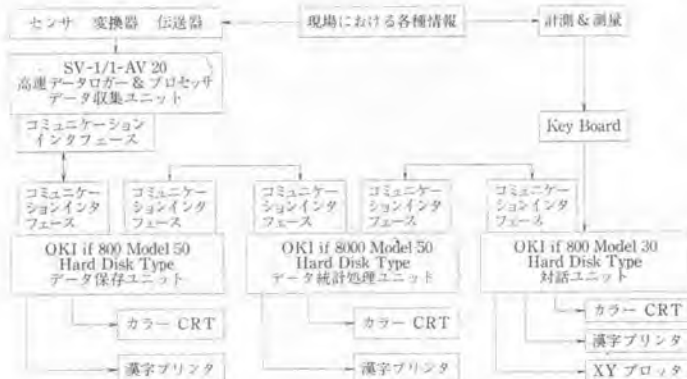 センサ 変換器 伝送器
現場における各種情報
計測&測量
SV-1/1-AV 20
高速データロガー&プロセッサ
データ収集ユニット
コミュニケーション
インタフェース
Key Board
コミュニケー
ションインタ
フェース
コミュニケー
ションインタ
フェース
コミュニケー
ションインタ
フェース
コミュニケー
ションインタ
フェース
コミュニケー
ションインタ
フェース
OKI if 800 Model 50
Hard Disk Type
データ保存ユニット
OKI if 8000 Model 50
Hard Disk Type
データ統計処理ユニット
OKI if 800 Model 30
Hard Disk Type
対話ユニット
カラー CRT
漢字プリンタ
カラー CRT
漢字プリンタ
カラー CRT
漢字プリンタ
XY プロッタ